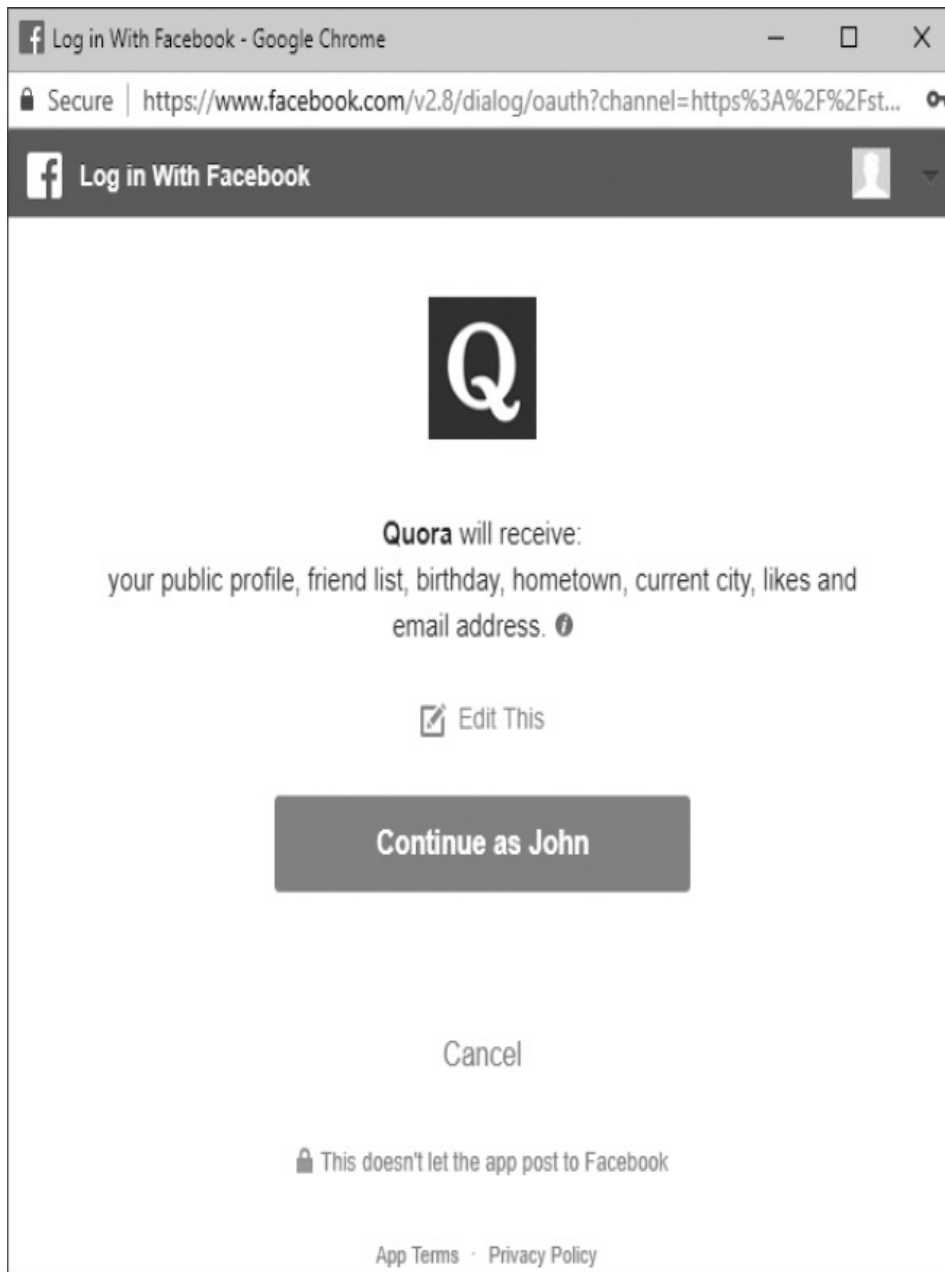 Log in With Facebook - Google Chrome
Secure | https://www.facebook.com/v2.8/dialog/oauth?channel=https%3A%2F%2Fst...
f Log in With Facebook
Q
Quora will receive:
your public profile, friend list, birthday, hometown, current city, likes and
email address. i
Edit This
Continue as John
Cancel
This doesn't let the app post to Facebook
App Terms · Privacy Policy